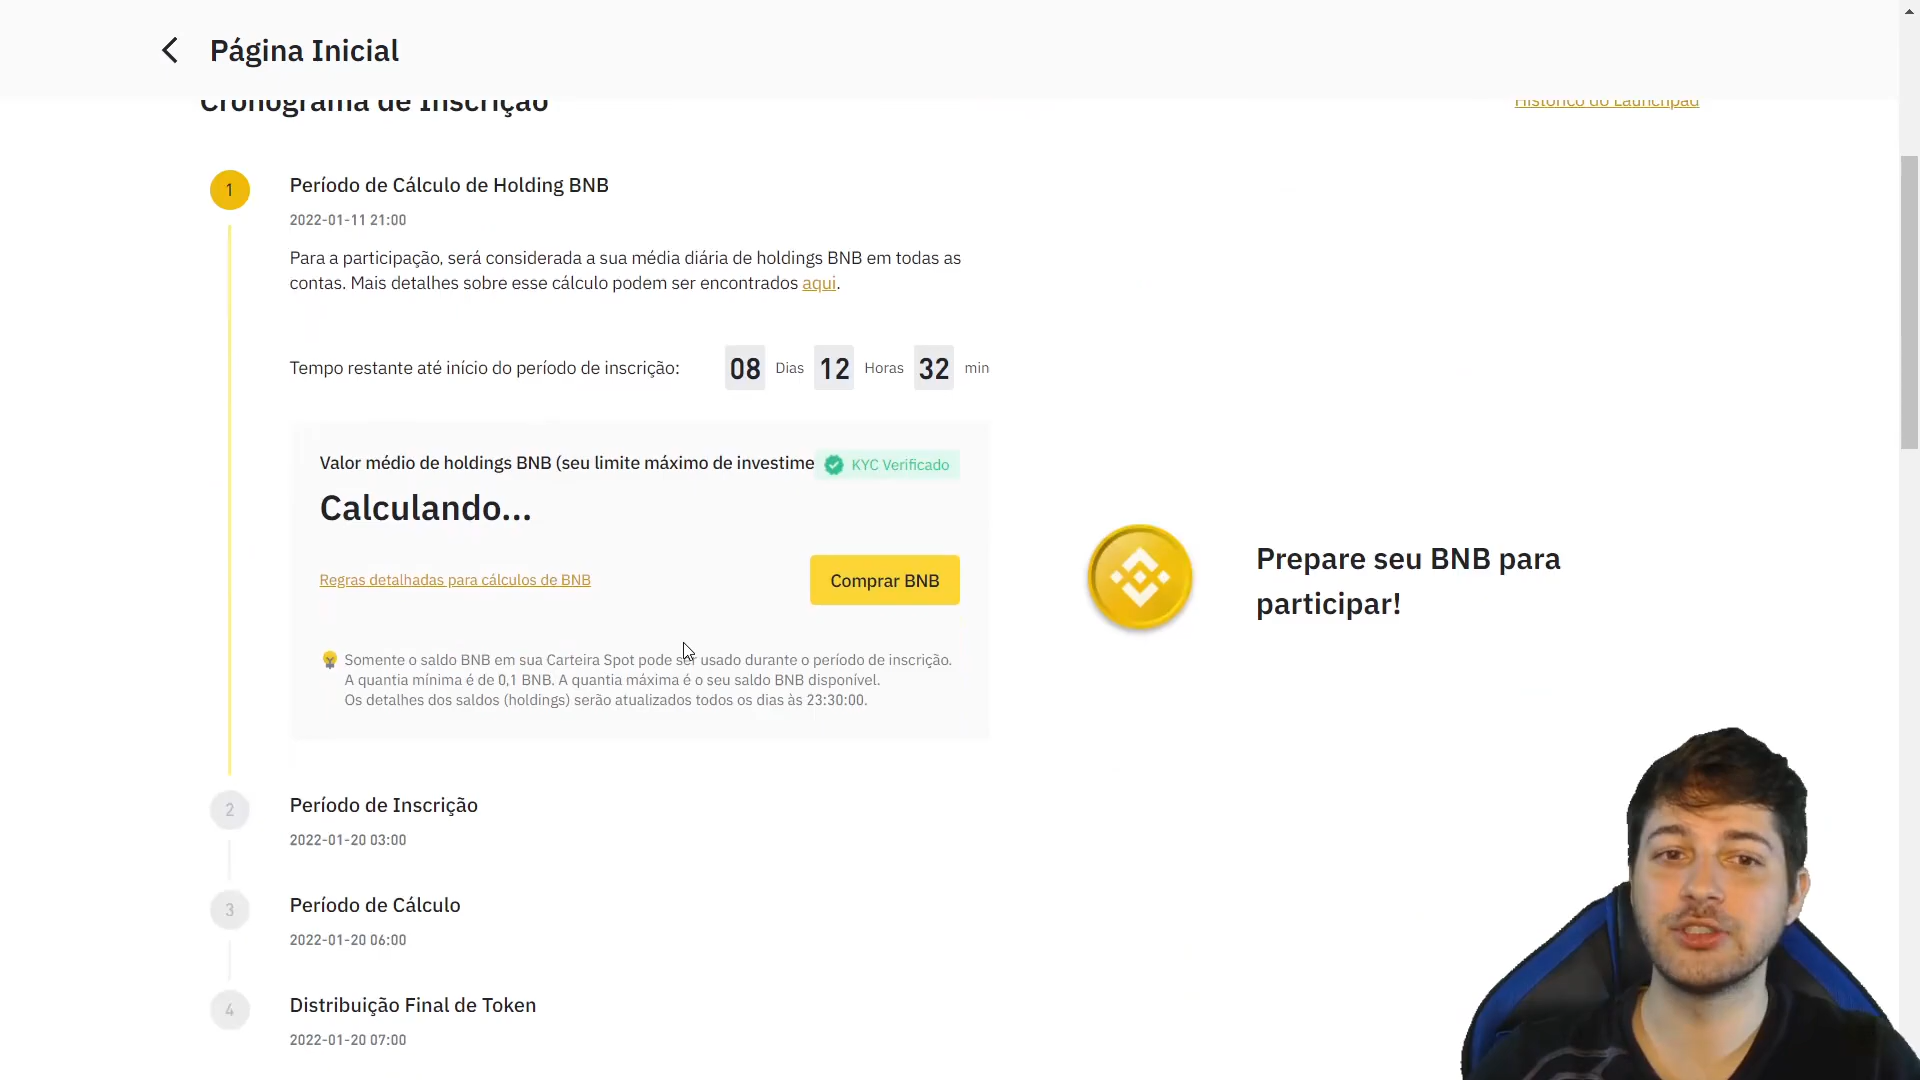 Página Inicial
Cronograma de Inscrição
Histórico do Launchpad
1
Período de Cálculo de Holding BNB
2022-01-11 21:00
Para a participação, será considerada a sua média diária de holdings BNB em todas as
contas. Mais detalhes sobre esse cálculo podem ser encontrados aqui.
Tempo restante até início do período de inscrição: 08 Dias 12 Horas 32 min
Valor médio de holdings BNB (seu limite máximo de investime
KYC Verificado
Calculando...
Regras detalhadas para cálculos de BNB
Comprar BNB
Somente o saldo BNB em sua Carteira Spot pode ser usado durante o período de inscrição.
A quantia mínima é de 0,1 BNB. A quantia máxima é o seu saldo BNB disponível.
Os detalhes dos saldos (holdings) serão atualizados todos os dias às 23:30:00.
Prepare seu BNB para
participar!
2
Período de Inscrição
2022-01-20 03:00
3
Período de Cálculo
2022-01-20 06:00
4
Distribuição Final de Token
2022-01-20 07:00